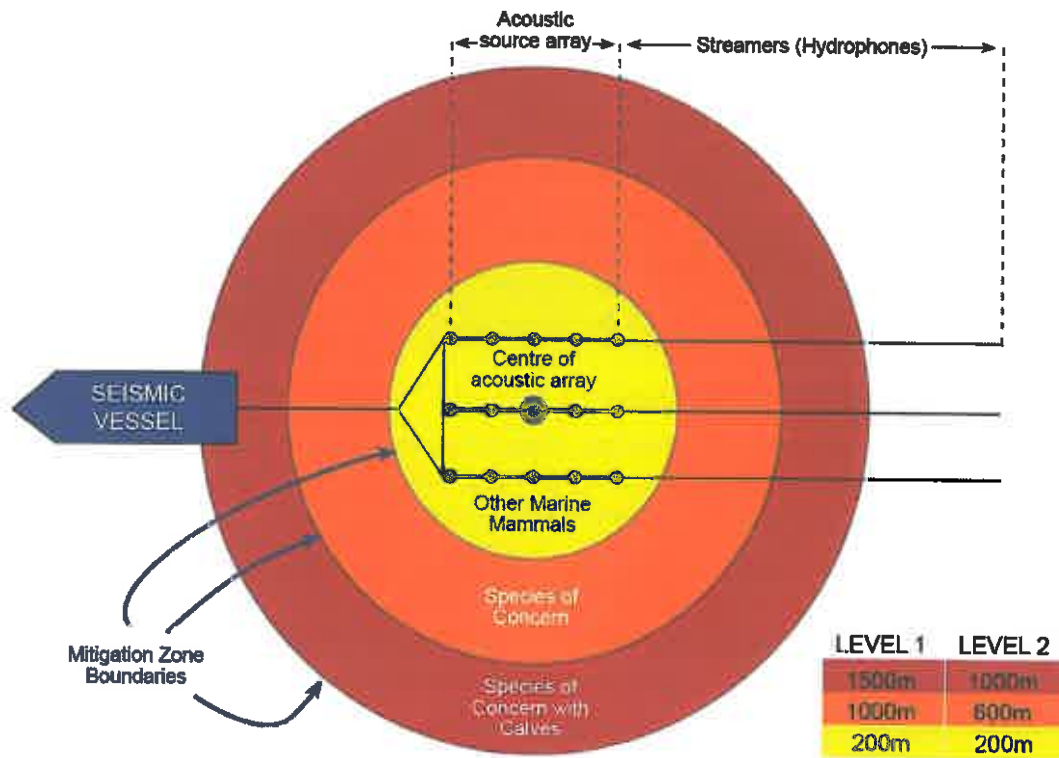 Acoustic
source array
Streamers (Hydrophones)
SEISMIC
VESSEL
Centre of
acoustic array
Other Marine
Mammals
Species of
Concern
Mitigation Zone
Boundaries
Species of
Concern with
Calves
LEVEL 1 LEVEL 2
1500m 1000m
1000m 600m
200m 200m